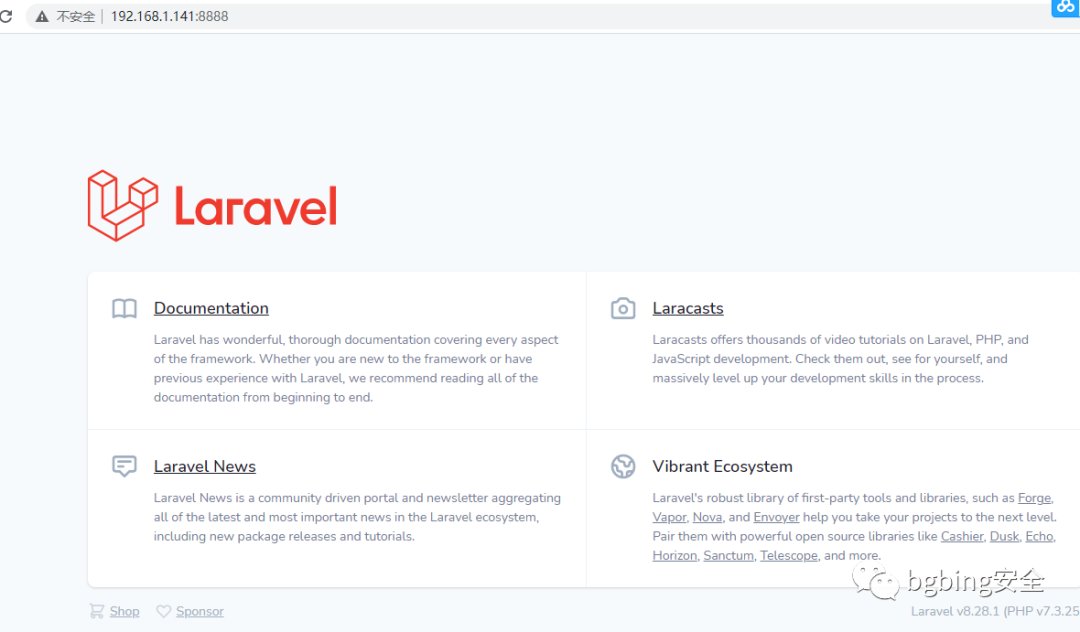 不安全 | 192.168.1.141:8888
Laravel
Documentation
Laravel has wonderful, thorough documentation covering every aspect
of the framework. Whether you are new to the framework or have
previous experience with Laravel, we recommend reading all of the
documentation from beginning to end.
Laracasts
Laracasts offers thousands of video tutorials on Laravel, PHP, and
JavaScript development. Check them out, see for yourself, and
massively level up your development skills in the process.
Laravel News
Laravel News is a community driven portal and newsletter aggregating
all of the latest and most important news in the Laravel ecosystem,
including new package releases and tutorials.
Vibrant Ecosystem
Laravel's robust library of first-party tools and libraries, such as Forge,
Vapor, Nova, and Envoyer help you take your projects to the next level.
Pair them with powerful open source libraries like Cashier, Dusk, Echo,
Horizon, Sanctum, Telescope, and more.
bgbing安全
Shop Sponsor
Laravel v8.28.1 (PHP v7.3.25